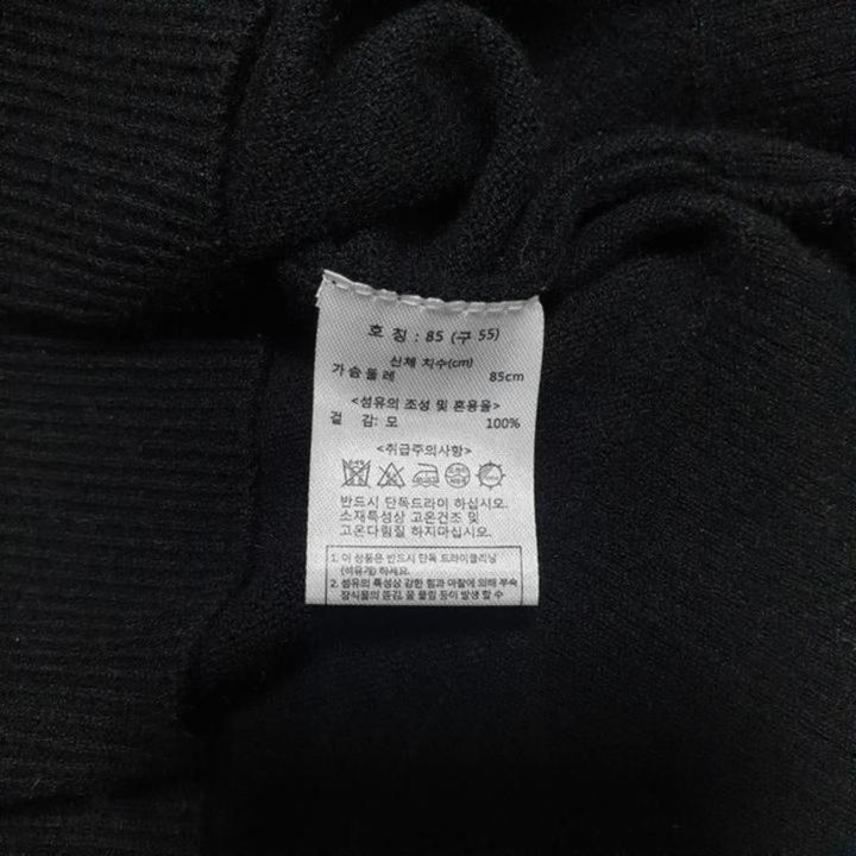 호 칭 : 85 (구 55)
신체 치수(cm)
가슴둘레 85cm
<섬유의 조성 및 혼용율>
겉 감: 모 100%
<취급주의사항>
반드시 단독드라이 하십시오.
소재특성상 고온건조 및
고온다림질 하지마십시오.
1. 이 상품은 반드시 단독 드라이클리닝
(석유계) 하세요.
2. 섬유의 특성상 강한 힘과 마찰에 의해 부속
장식물의 뜯김, 올 풀림 등이 발생 할 수